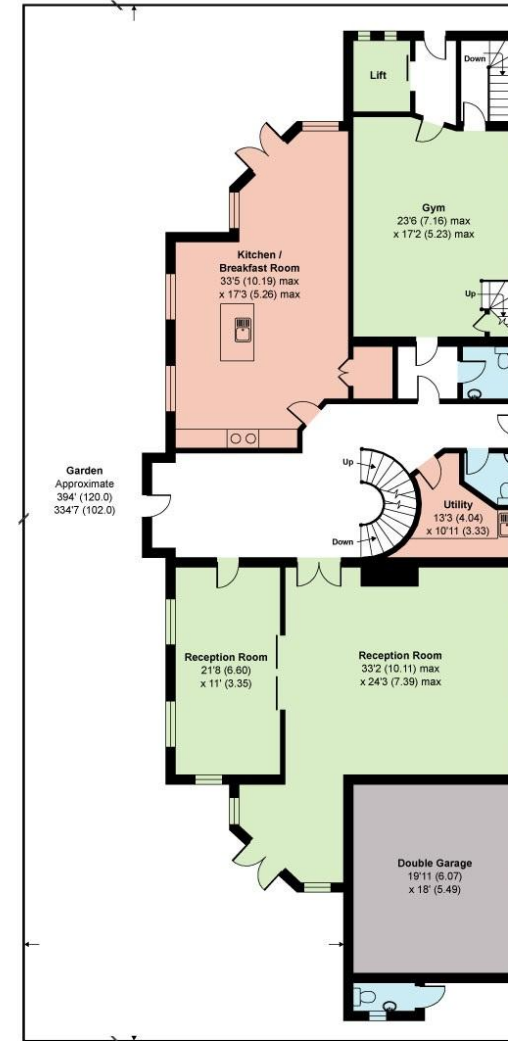 Down
Lift
Gym
23'6 (7.16) max
x 17'2 (5.23) max
Kitchen /
Breakfast Room
33'5 (10.19) max
x 17'3 (5.26) max
Up
Garden
Approximate
394' (120.0)
334'7 (102.0)
Up
Down
Utility
13'3 (4.04)
x 10'11 (3.33)
Reception Room
21'8 (6.60)
x 11' (3.35)
Reception Room
33'2 (10.11) max
x 24'3 (7.39) max
Double Garage
19'11 (6.07)
x 18' (5.49)